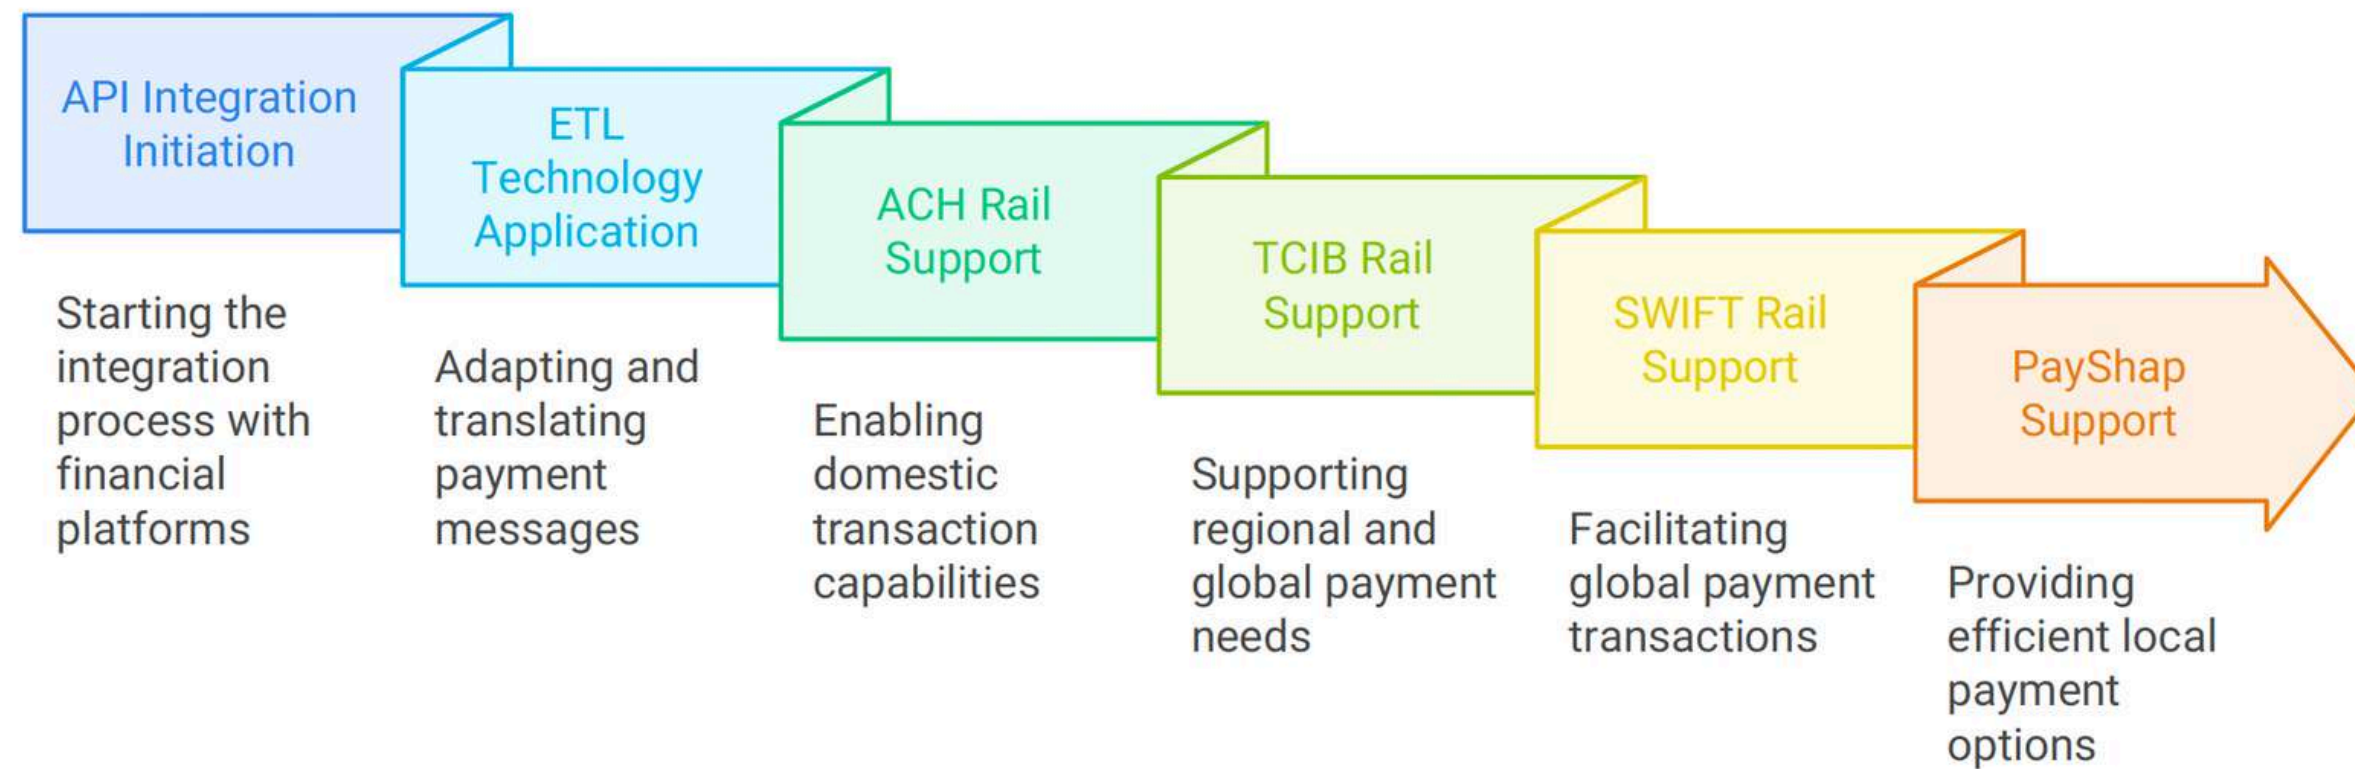 API Integration
Initiation
Starting the
integration
process with
financial
platforms
ETL
Technology
Application
Adapting and
translating
payment
messages
ACH Rail
Support
Enabling
domestic
transaction
capabilities
TCIB Rail
Support
Supporting
regional and
global payment
needs
SWIFT Rail
Support
Facilitating
global payment
transactions
PayShap
Support
Providing
efficient local
payment
options